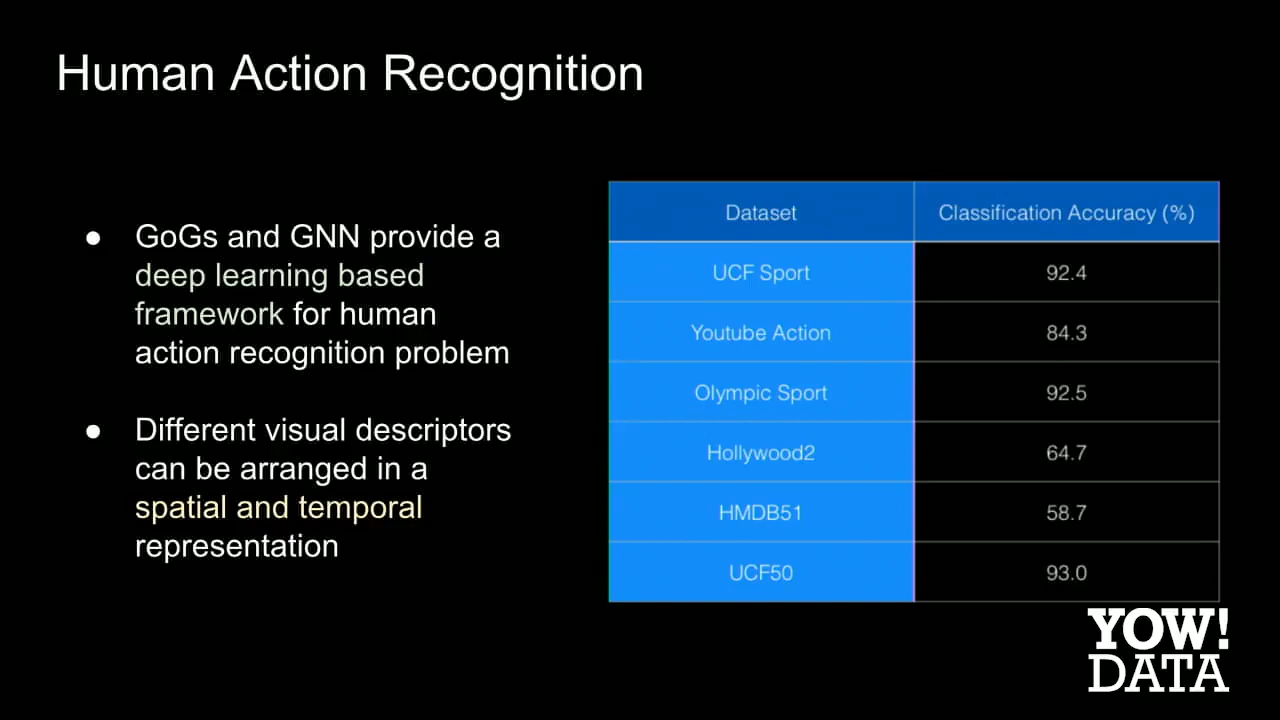 Human Action Recognition
● GoGs and GNN provide a
deep learning based
framework for human
action recognition problem
● Different visual descriptors
can be arranged in a
spatial and temporal
representation
Dataset Classification Accuracy (%)
UCF Sport 92.4
Youtube Action 84.3
Olympic Sport 92.5
Hollywood2 64.7
HMDB51 58.7
UCF50 93.0
YOW!
DATA